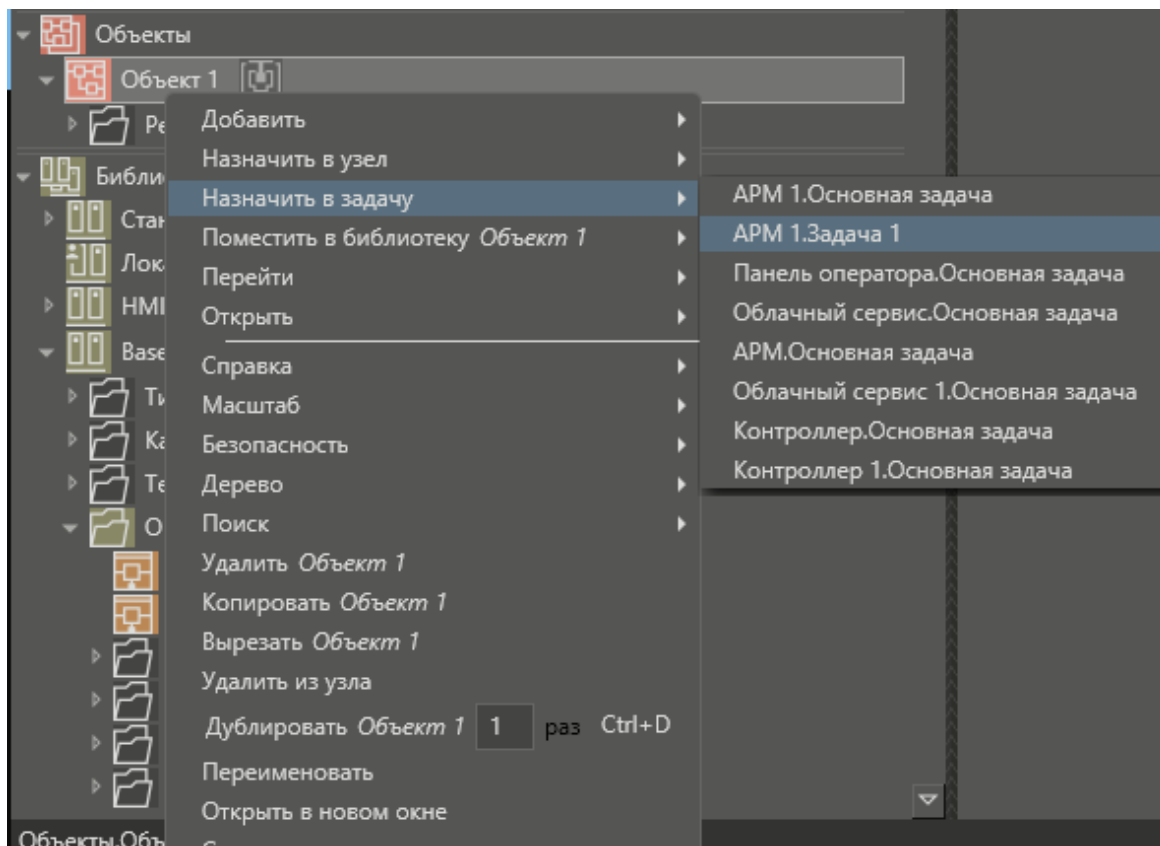 Объекты
Объект 1
Добавить
Назначить в узел
Назначить в задачу
АРМ 1.Основная задача
Поместить в библиотеку Объект 1
АРМ 1.Задача 1
Перейти
Панель оператора.Основная задача
HMI
Открыть
Облачный сервис.Основная задача
Base
Справка
АРМ.Основная задача
Масштаб
Облачный сервис 1.Основная задача
Безопасность
Контроллер.Основная задача
Дерево
Контроллер 1.Основная задача
Поиск
Удалить Объект 1
Копировать Объект 1
Вырезать Объект 1
Удалить из узла
Дублировать Объект 1 1 раз Ctrl+D
Переименовать
Открыть в новом окне